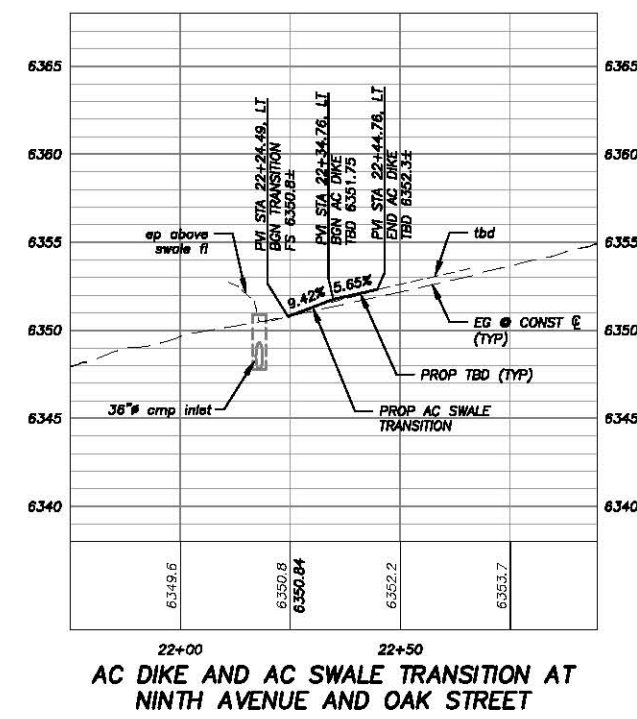 6365
6365
6360
6360
6355
6355
6350
6350
6345
6345
6340
6340
PVI STA 22+24.49, LT
BGN TRANSITION
FS 6350.8±
PVI STA 22+34.76, LT
BGN AC DIKE
TBD 6351.75
PVI STA 22+44.76, LT
END AC DIKE
TBD 6352.3±
ep above
swale fl
9.42%
5.65%
tbd
EG @ CONST ℄
(TYP)
PROP TBD (TYP)
36"ø cmp inlet
PROP AC SWALE
TRANSITION
6349.6
6350.8
6350.84
6352.2
6353.7
22+00
22+50
AC DIKE AND AC SWALE TRANSITION AT
NINTH AVENUE AND OAK STREET